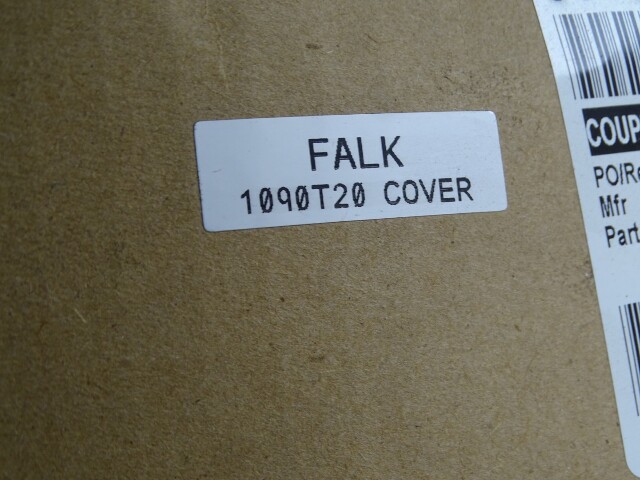 FALK
1090T20 COVER
COUP
PO/Re
Mfr
Part